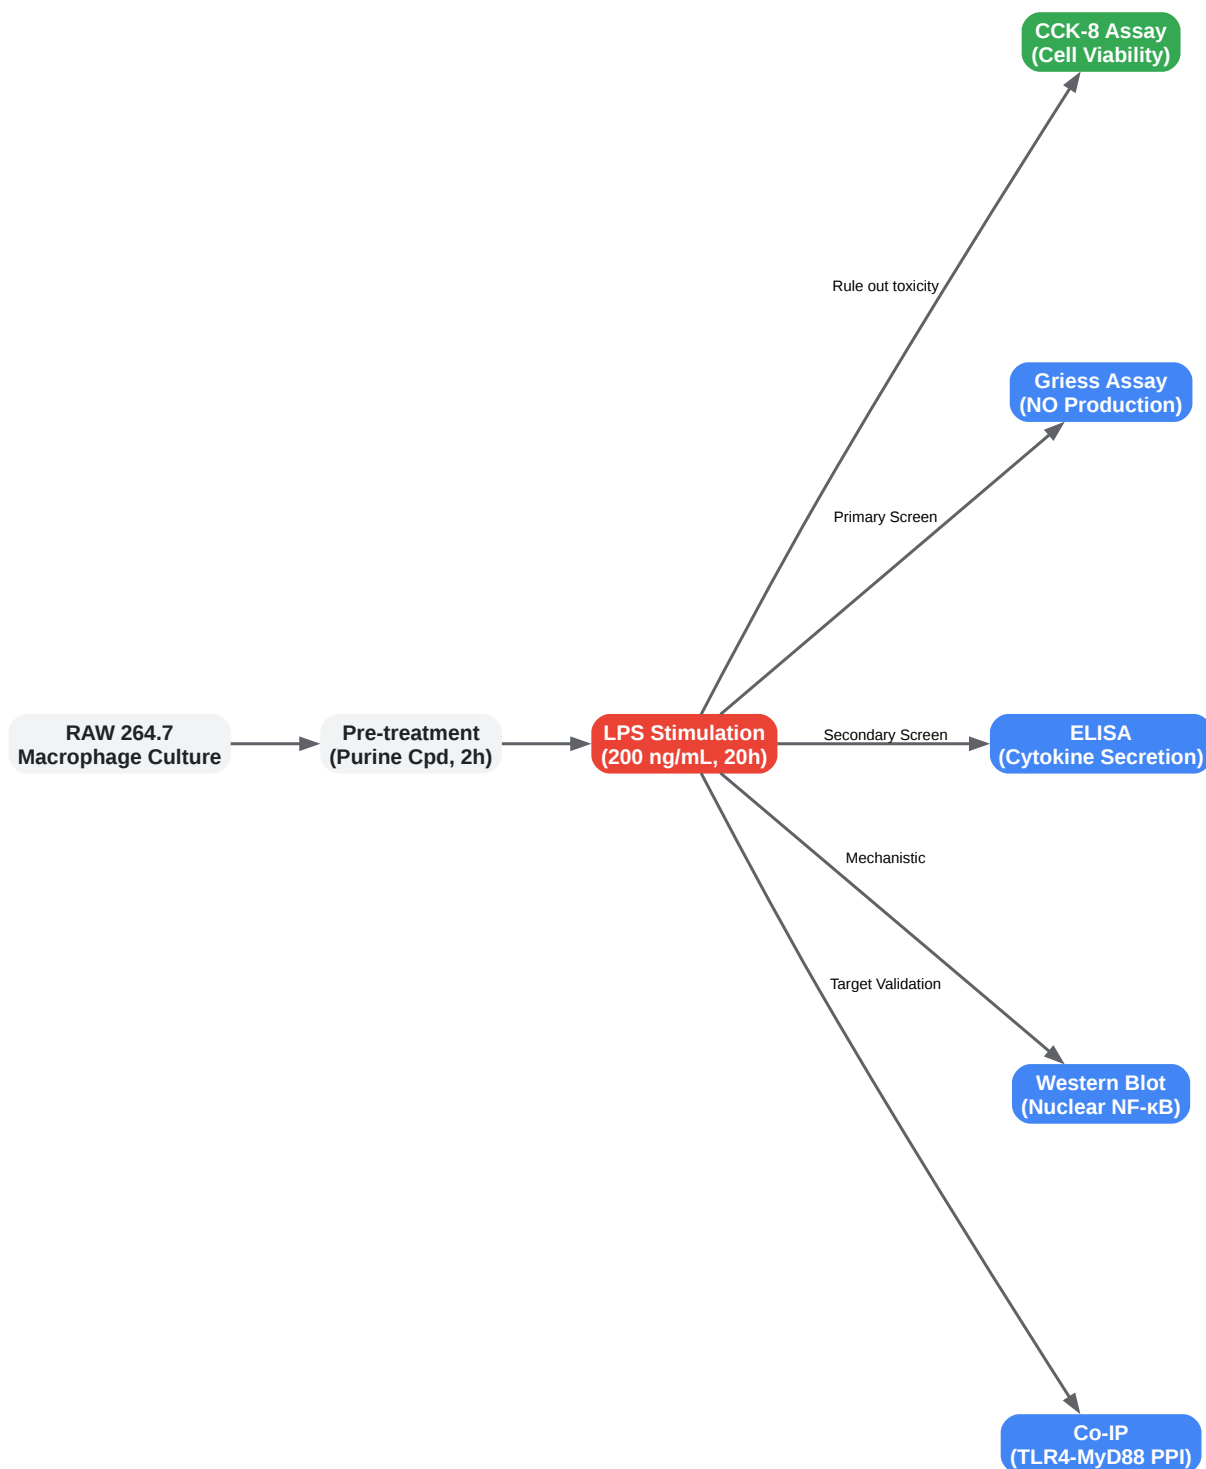 CCK-8 Assay
(Cell Viability)
Rule out toxicity
Griess Assay
(NO Production)
Primary Screen
RAW 264.7
Macrophage Culture
Pre-treatment
(Purine Cpd, 2h)
LPS Stimulation
(200 ng/mL, 20h)
Secondary Screen
ELISA
(Cytokine Secretion)
Mechanistic
Target Validation
Western Blot
(Nuclear NF-κB)
Co-IP
(TLR4-MyD88 PPI)